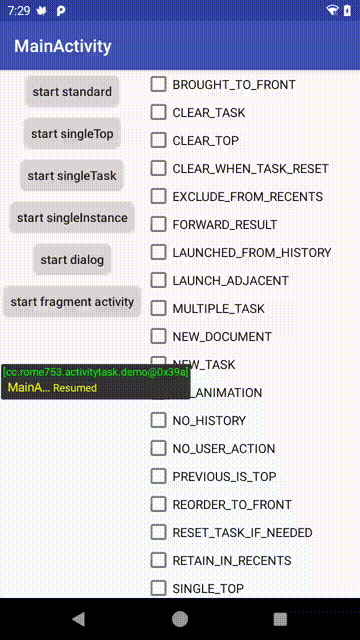 7:29
MainActivity
start standard
start singleTop
start singleTask
start singleInstance
start dialog
start fragment activity
[cc.rome753.activitytask.demo@0x39a]
MainA... Resumed
BROUGHT_TO_FRONT
CLEAR_TASK
CLEAR_TOP
CLEAR_WHEN_TASK_RESET
EXCLUDE_FROM_RECENTS
FORWARD_RESULT
LAUNCHED_FROM_HISTORY
LAUNCH_ADJACENT
MULTIPLE_TASK
NEW_DOCUMENT
NEW_TASK
ANIMATION
NO_HISTORY
NO_USER_ACTION
PREVIOUS_IS_TOP
REORDER_TO_FRONT
RESET_TASK_IF_NEEDED
RETAIN_IN_RECENTS
SINGLE_TOP